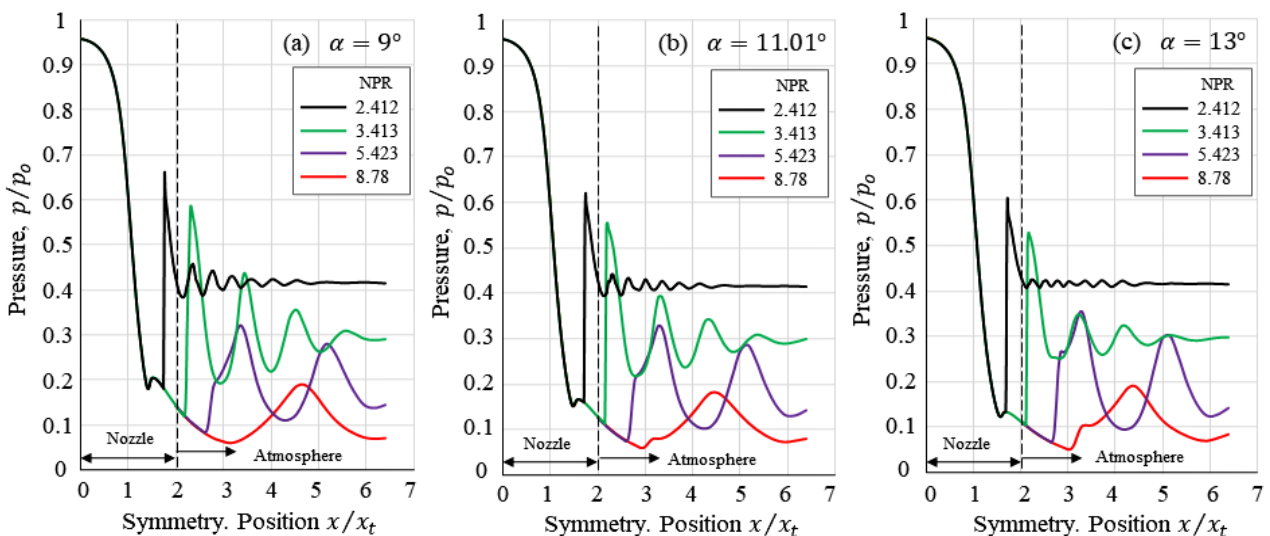 (a) α = 9°
Pressure, p/pₒ
1
0.9
0.8
0.7
0.6
0.5
0.4
0.3
0.2
0.1
0
NPR
2.412
3.413
5.423
8.78
Nozzle
Atmosphere
0 1 2 3 4 5 6 7
Symmetry. Position x/xₜ
(b) α = 11.01°
Pressure, p/pₒ
1
0.9
0.8
0.7
0.6
0.5
0.4
0.3
0.2
0.1
0
NPR
2.412
3.413
5.423
8.78
Nozzle
Atmosphere
0 1 2 3 4 5 6 7
Symmetry. Position x/xₜ
(c) α = 13°
Pressure, p/pₒ
1
0.9
0.8
0.7
0.6
0.5
0.4
0.3
0.2
0.1
0
NPR
2.412
3.413
5.423
8.78
Nozzle
Atmosphere
0 1 2 3 4 5 6 7
Symmetry. Position x/xₜ